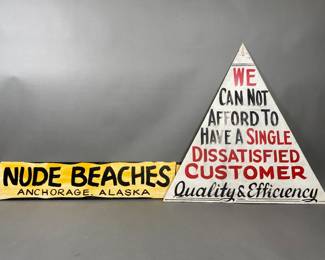 NUDE BEACHES
ANCHORAGE, ALASKA
WE
CAN NOT
AFFORD TO
HAVE A SINGLE
DISSATISFIED
CUSTOMER
Quality & Efficiency